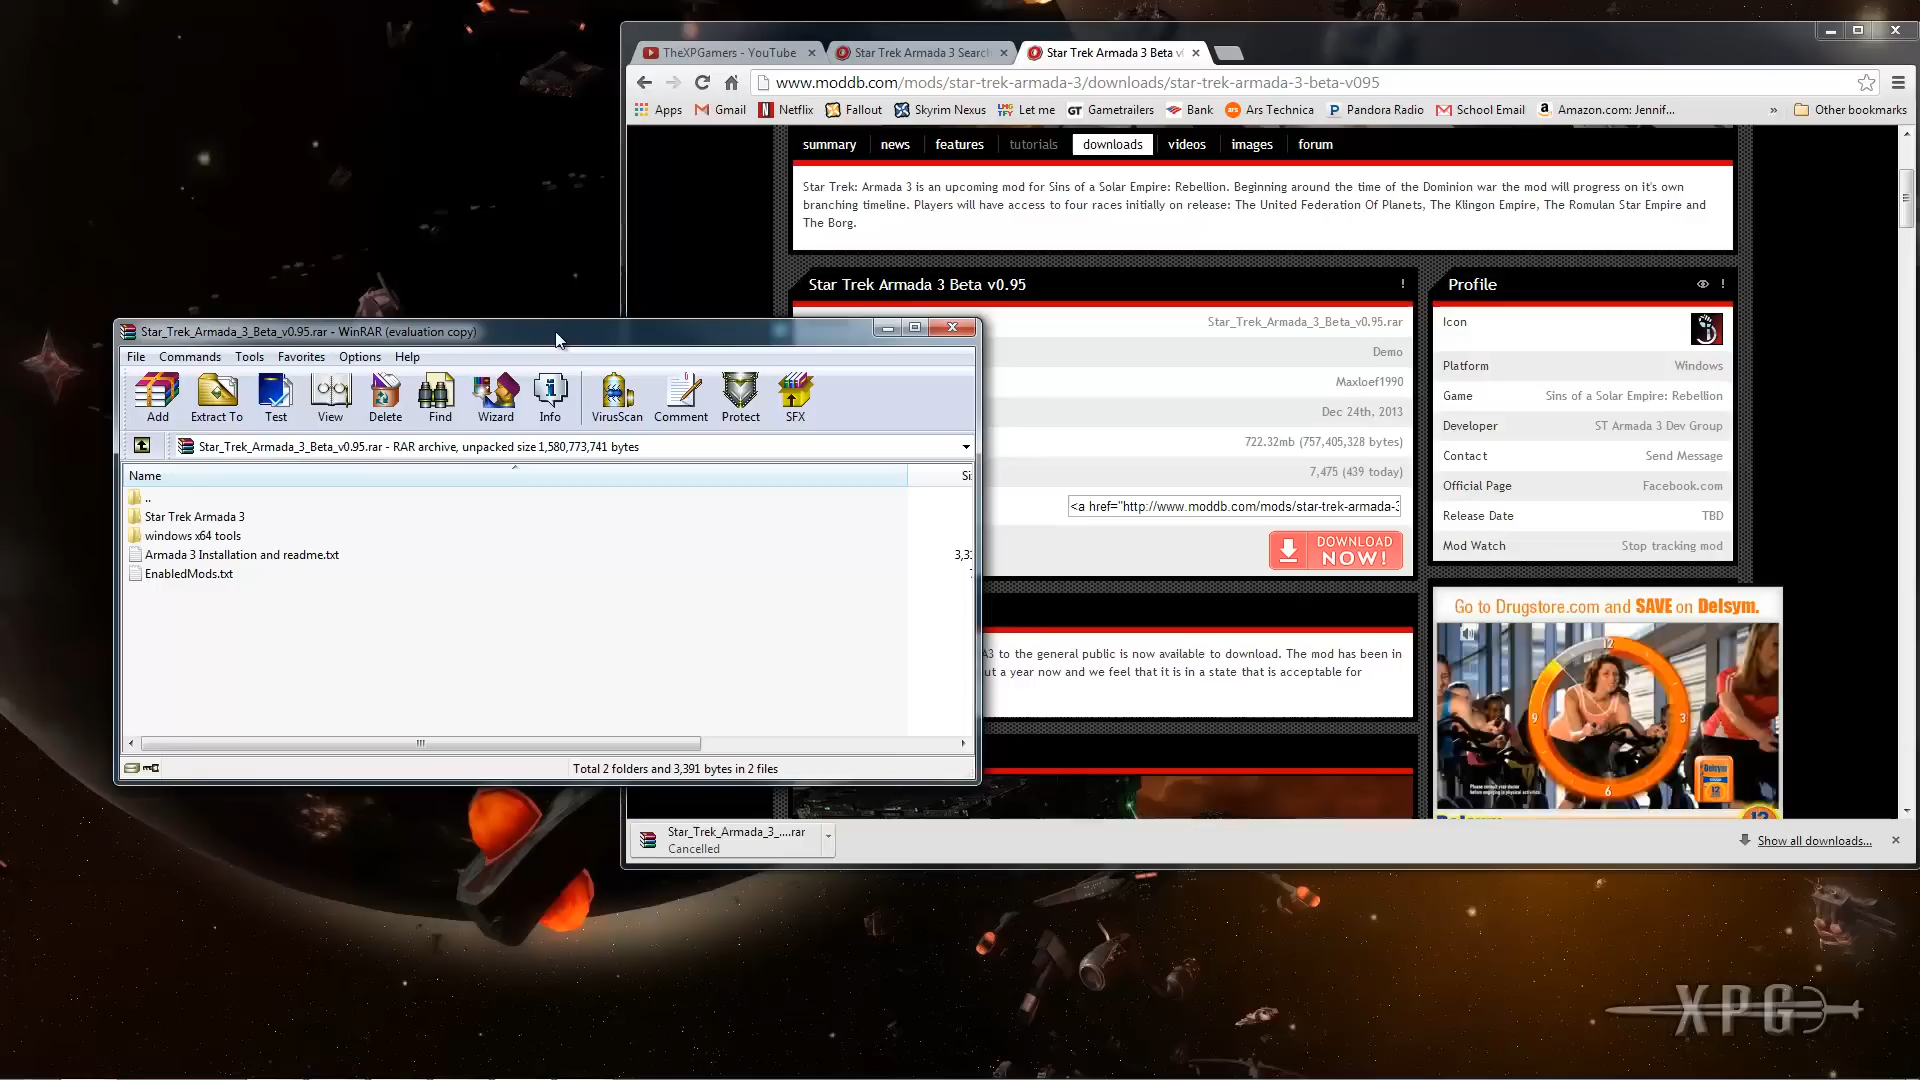 TheXPGamers - YouTube
Star Trek Armada 3 Search
Star Trek Armada 3 Beta v
www.moddb.com/mods/star-trek-armada-3/downloads/star-trek-armada-3-beta-v095
Apps
Gmail
Netflix
Fallout
Skyrim Nexus
Let me
Gametrailers
Bank
Ars Technica
Pandora Radio
School Email
Amazon.com: Jennif...
»
Other bookmarks
summary
news
features
tutorials
downloads
videos
images
forum
Star Trek: Armada 3 is an upcoming mod for Sins of a Solar Empire: Rebellion. Beginning around the time of the Dominion war the mod will progress on it's own
branching timeline. Players will have access to four races initially on release: The United Federation Of Planets, The Klingon Empire, The Romulan Star Empire and
The Borg.
Star Trek Armada 3 Beta v0.95
!
Star_Trek_Armada_3_Beta_v0.95.rar
Demo
Maxloef1990
Dec 24th, 2013
722.32mb (757,405,328 bytes)
7,475 (439 today)
<a href="http://www.moddb.com/mods/star-trek-armada-3
DOWNLOAD
NOW!
A3 to the general public is now available to download. The mod has been in
ut a year now and we feel that it is in a state that is acceptable for
Profile
!
Icon
Platform
Windows
Game
Sins of a Solar Empire: Rebellion
Developer
ST Armada 3 Dev Group
Contact
Send Message
Official Page
Facebook.com
Release Date
TBD
Mod Watch
Stop tracking mod
Go to Drugstore.com and SAVE on Delsym.
12
3
6
9
Delsym
12
Star_Trek_Armada_3_Beta_v0.95.rar - WinRAR (evaluation copy)
File
Commands
Tools
Favorites
Options
Help
Add
Extract To
Test
View
Delete
Find
Wizard
Info
VirusScan
Comment
Protect
SFX
Star_Trek_Armada_3_Beta_v0.95.rar - RAR archive, unpacked size 1,580,773,741 bytes
Name
Si
..
Star Trek Armada 3
windows x64 tools
Armada 3 Installation and readme.txt
3,3
EnabledMods.txt
Total 2 folders and 3,391 bytes in 2 files
Star_Trek_Armada_3_....rar
Cancelled
Show all downloads...
XPG